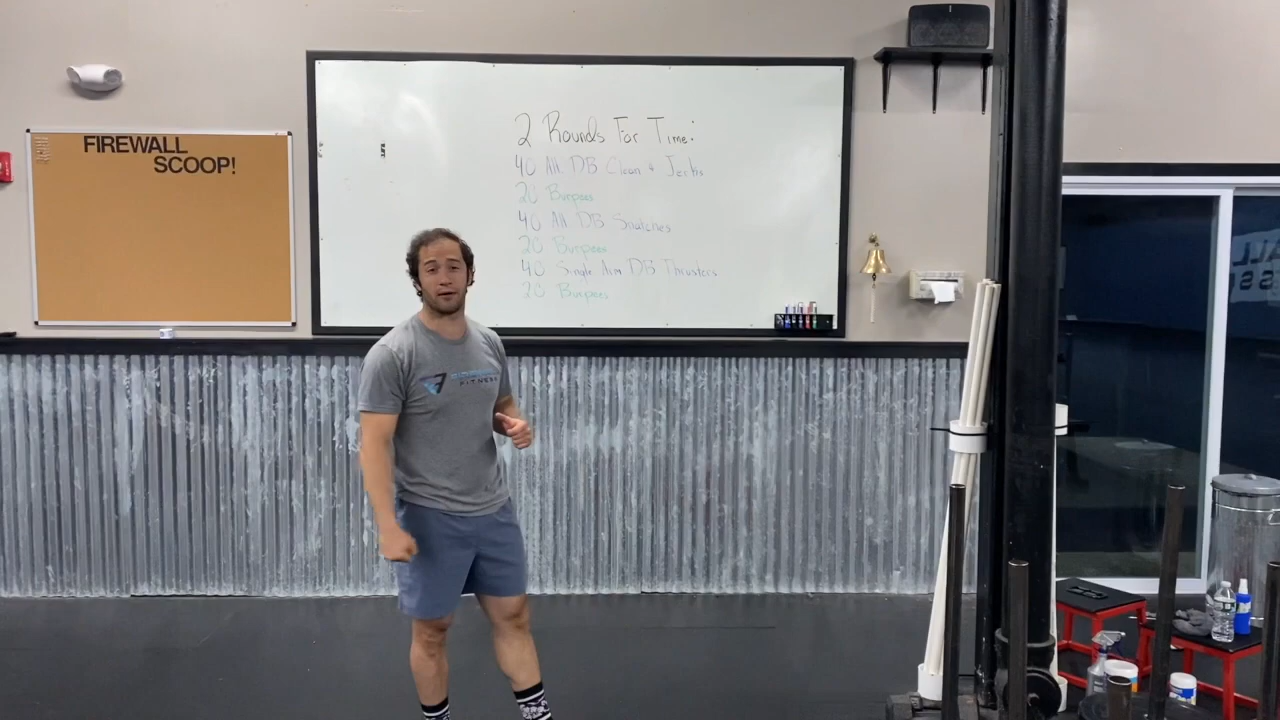 FIREWALL
SCOOP!
2 Rounds For Time:
40 Alt. DB Clean + Jerks
20 Burpees
40 Alt DB Snatches
20 Burpees
40 Single Arm DB Thrusters
20 Burpees
FITNESS